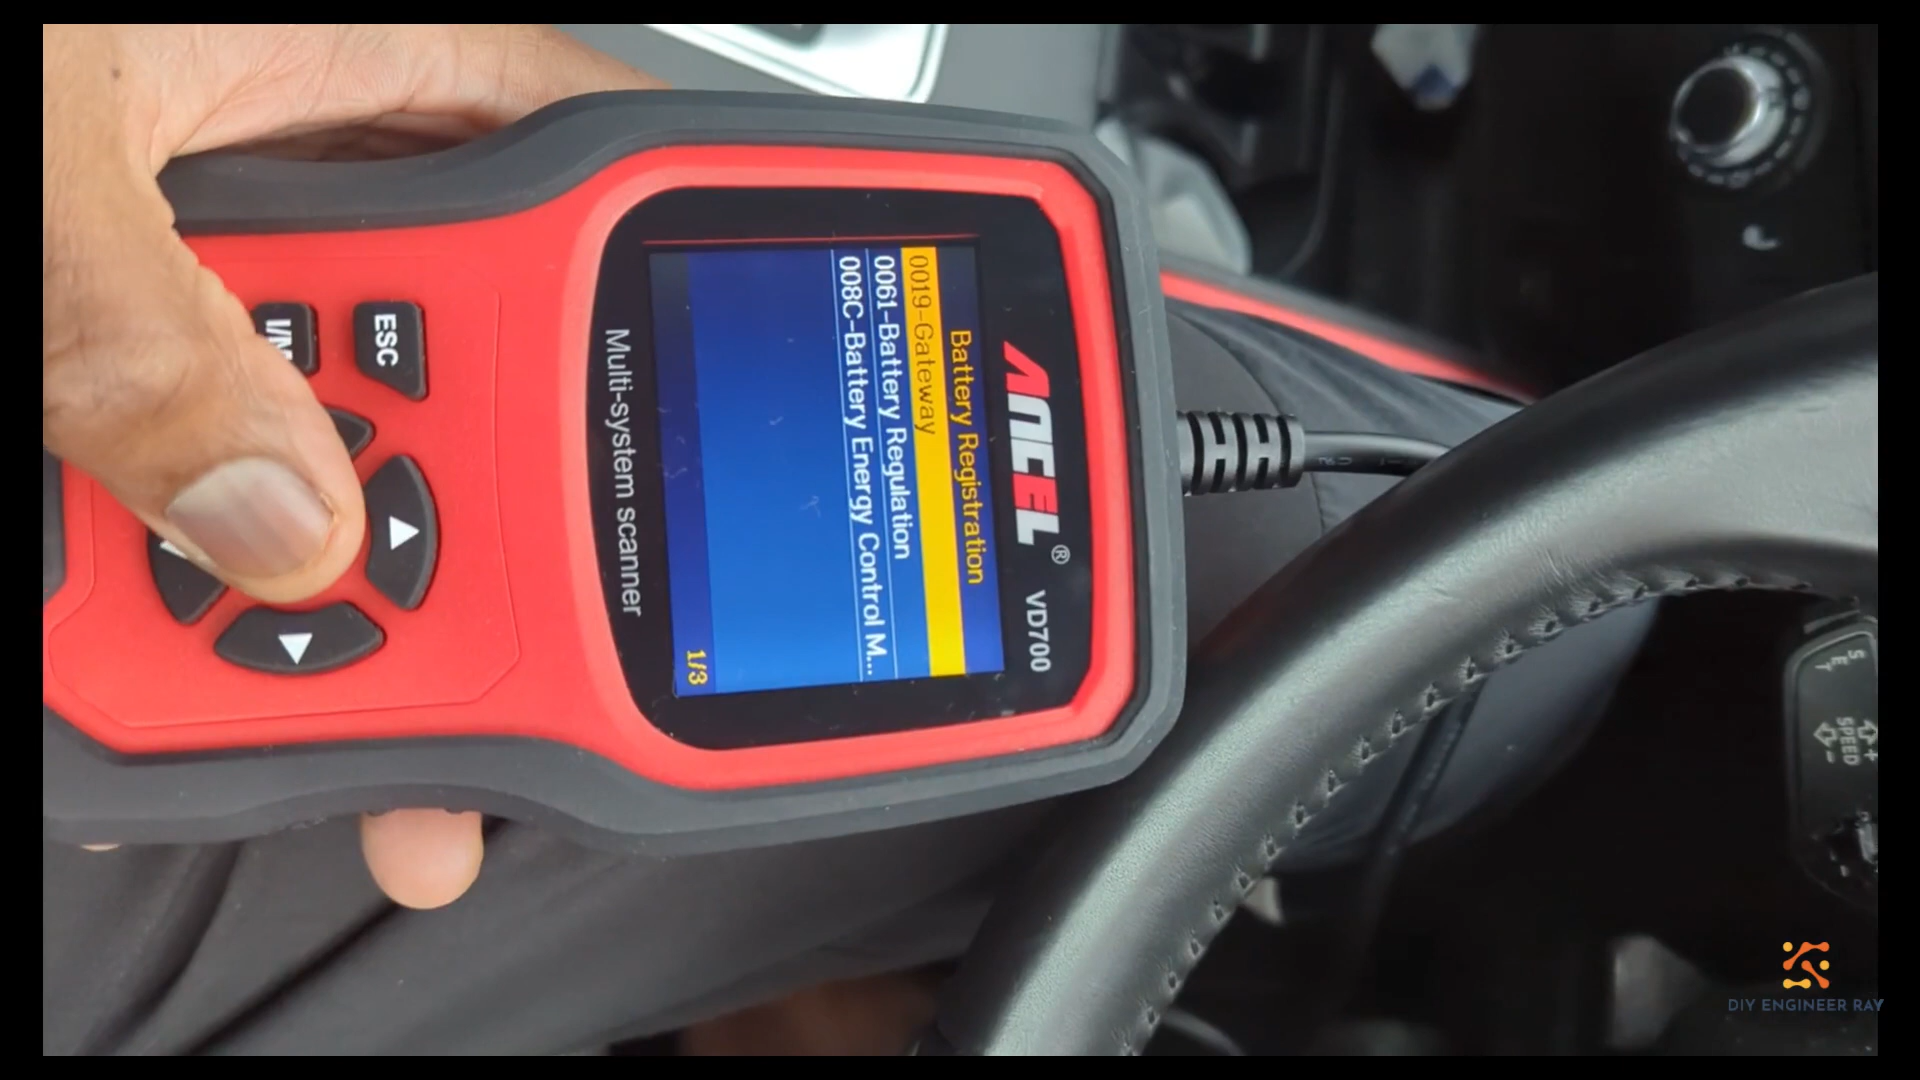 ANCEL® VD700
Battery Registration
0019-Gateway
0061-Battery Regulation
008C-Battery Energy Control M...
1/3
Multi-system scanner
ESC
I/M
SET
+
SPEED
-
DIY ENGINEER RAY